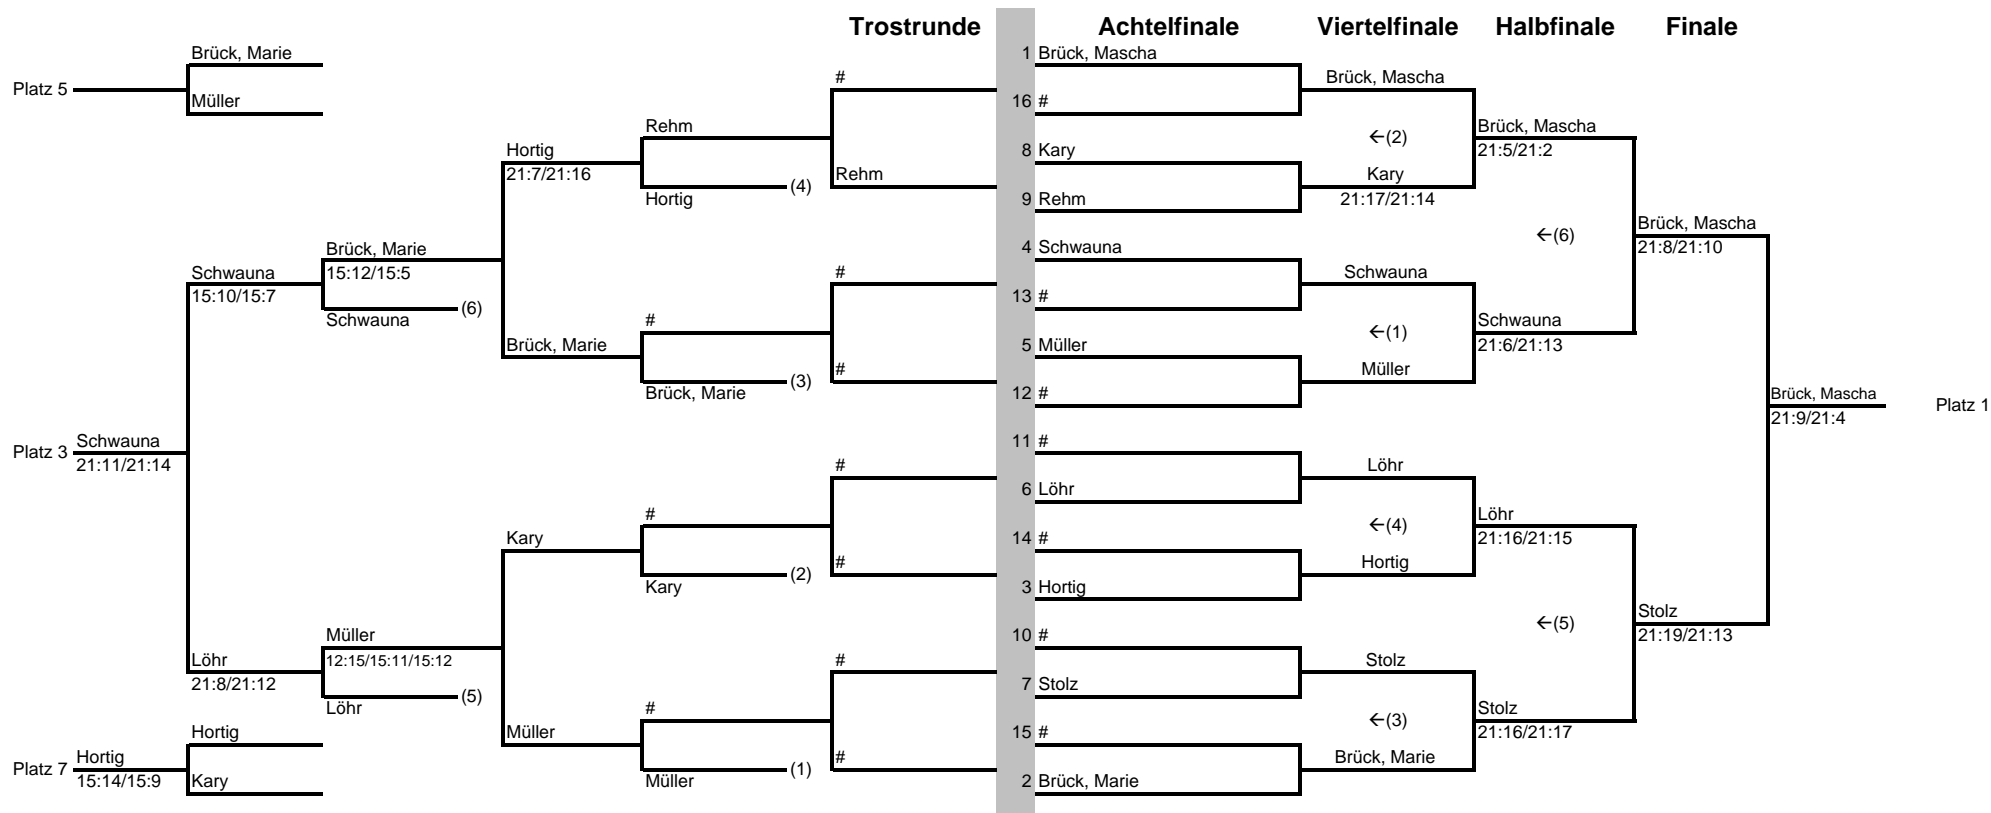 Trostrunde Achtelfinale Viertelfinale Halbfinale Finale
Platz 5
Brück, Marie
Müller
Platz 3
Schwauna
21:11/21:14
Platz 7
Hortig
15:14/15:9
Schwauna
15:10/15:7
Löhr
21:8/21:12
Hortig
Kary
Brück, Marie
15:12/15:5
(6)
Schwauna
Müller
12:15/15:11/15:12
(5)
Löhr
Hortig
21:7/21:16
Brück, Marie
Kary
Müller
Rehm
(4)
Hortig
#
(3)
Brück, Marie
#
(2)
Kary
#
(1)
Müller
#
Rehm
#
#
#
#
#
#
1 Brück, Mascha
16 #
8 Kary
9 Rehm
4 Schwauna
13 #
5 Müller
12 #
11 #
6 Löhr
14 #
3 Hortig
10 #
7 Stolz
15 #
2 Brück, Marie
Brück, Mascha
←(2)
Kary
21:17/21:14
Schwauna
←(1)
Müller
Löhr
←(4)
Hortig
Stolz
←(3)
Brück, Marie
Brück, Mascha
21:5/21:2
←(6)
Schwauna
21:6/21:13
Löhr
21:16/21:15
←(5)
Stolz
21:16/21:17
Brück, Mascha
21:8/21:10
Stolz
21:19/21:13
Brück, Mascha
21:9/21:4
Platz 1